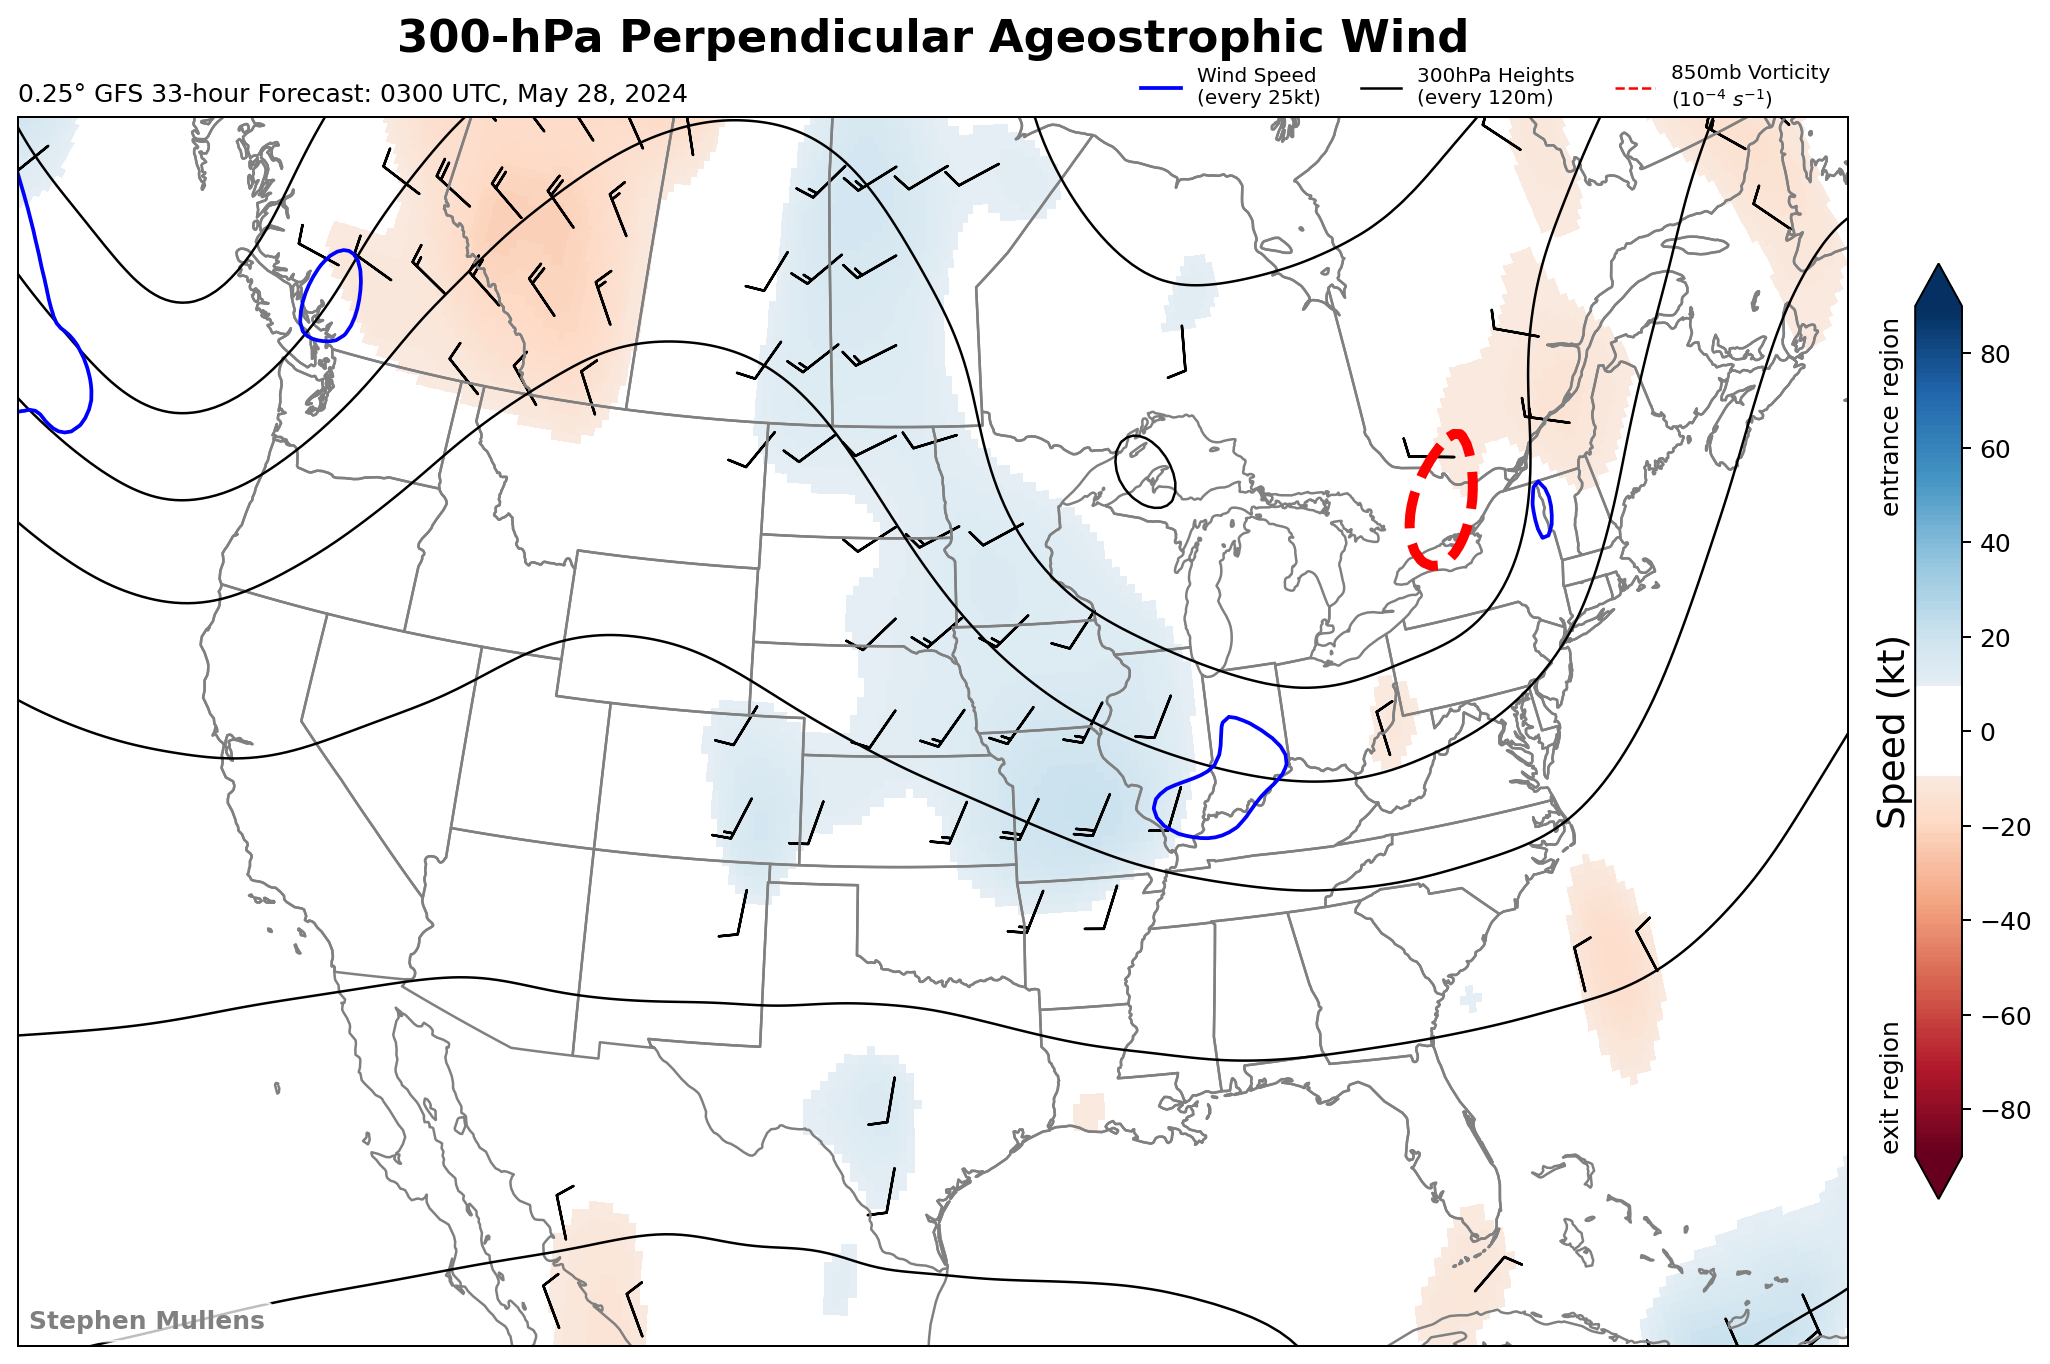 300-hPa Perpendicular Ageostrophic Wind
0.25° GFS 33-hour Forecast: 0300 UTC, May 28, 2024
Wind Speed
(every 25kt)
300hPa Heights
(every 120m)
850mb Vorticity
(10⁻⁴ s⁻¹)
entrance region
Speed (kt)
exit region
80
60
40
20
0
−20
−40
−60
−80
Stephen Mullens